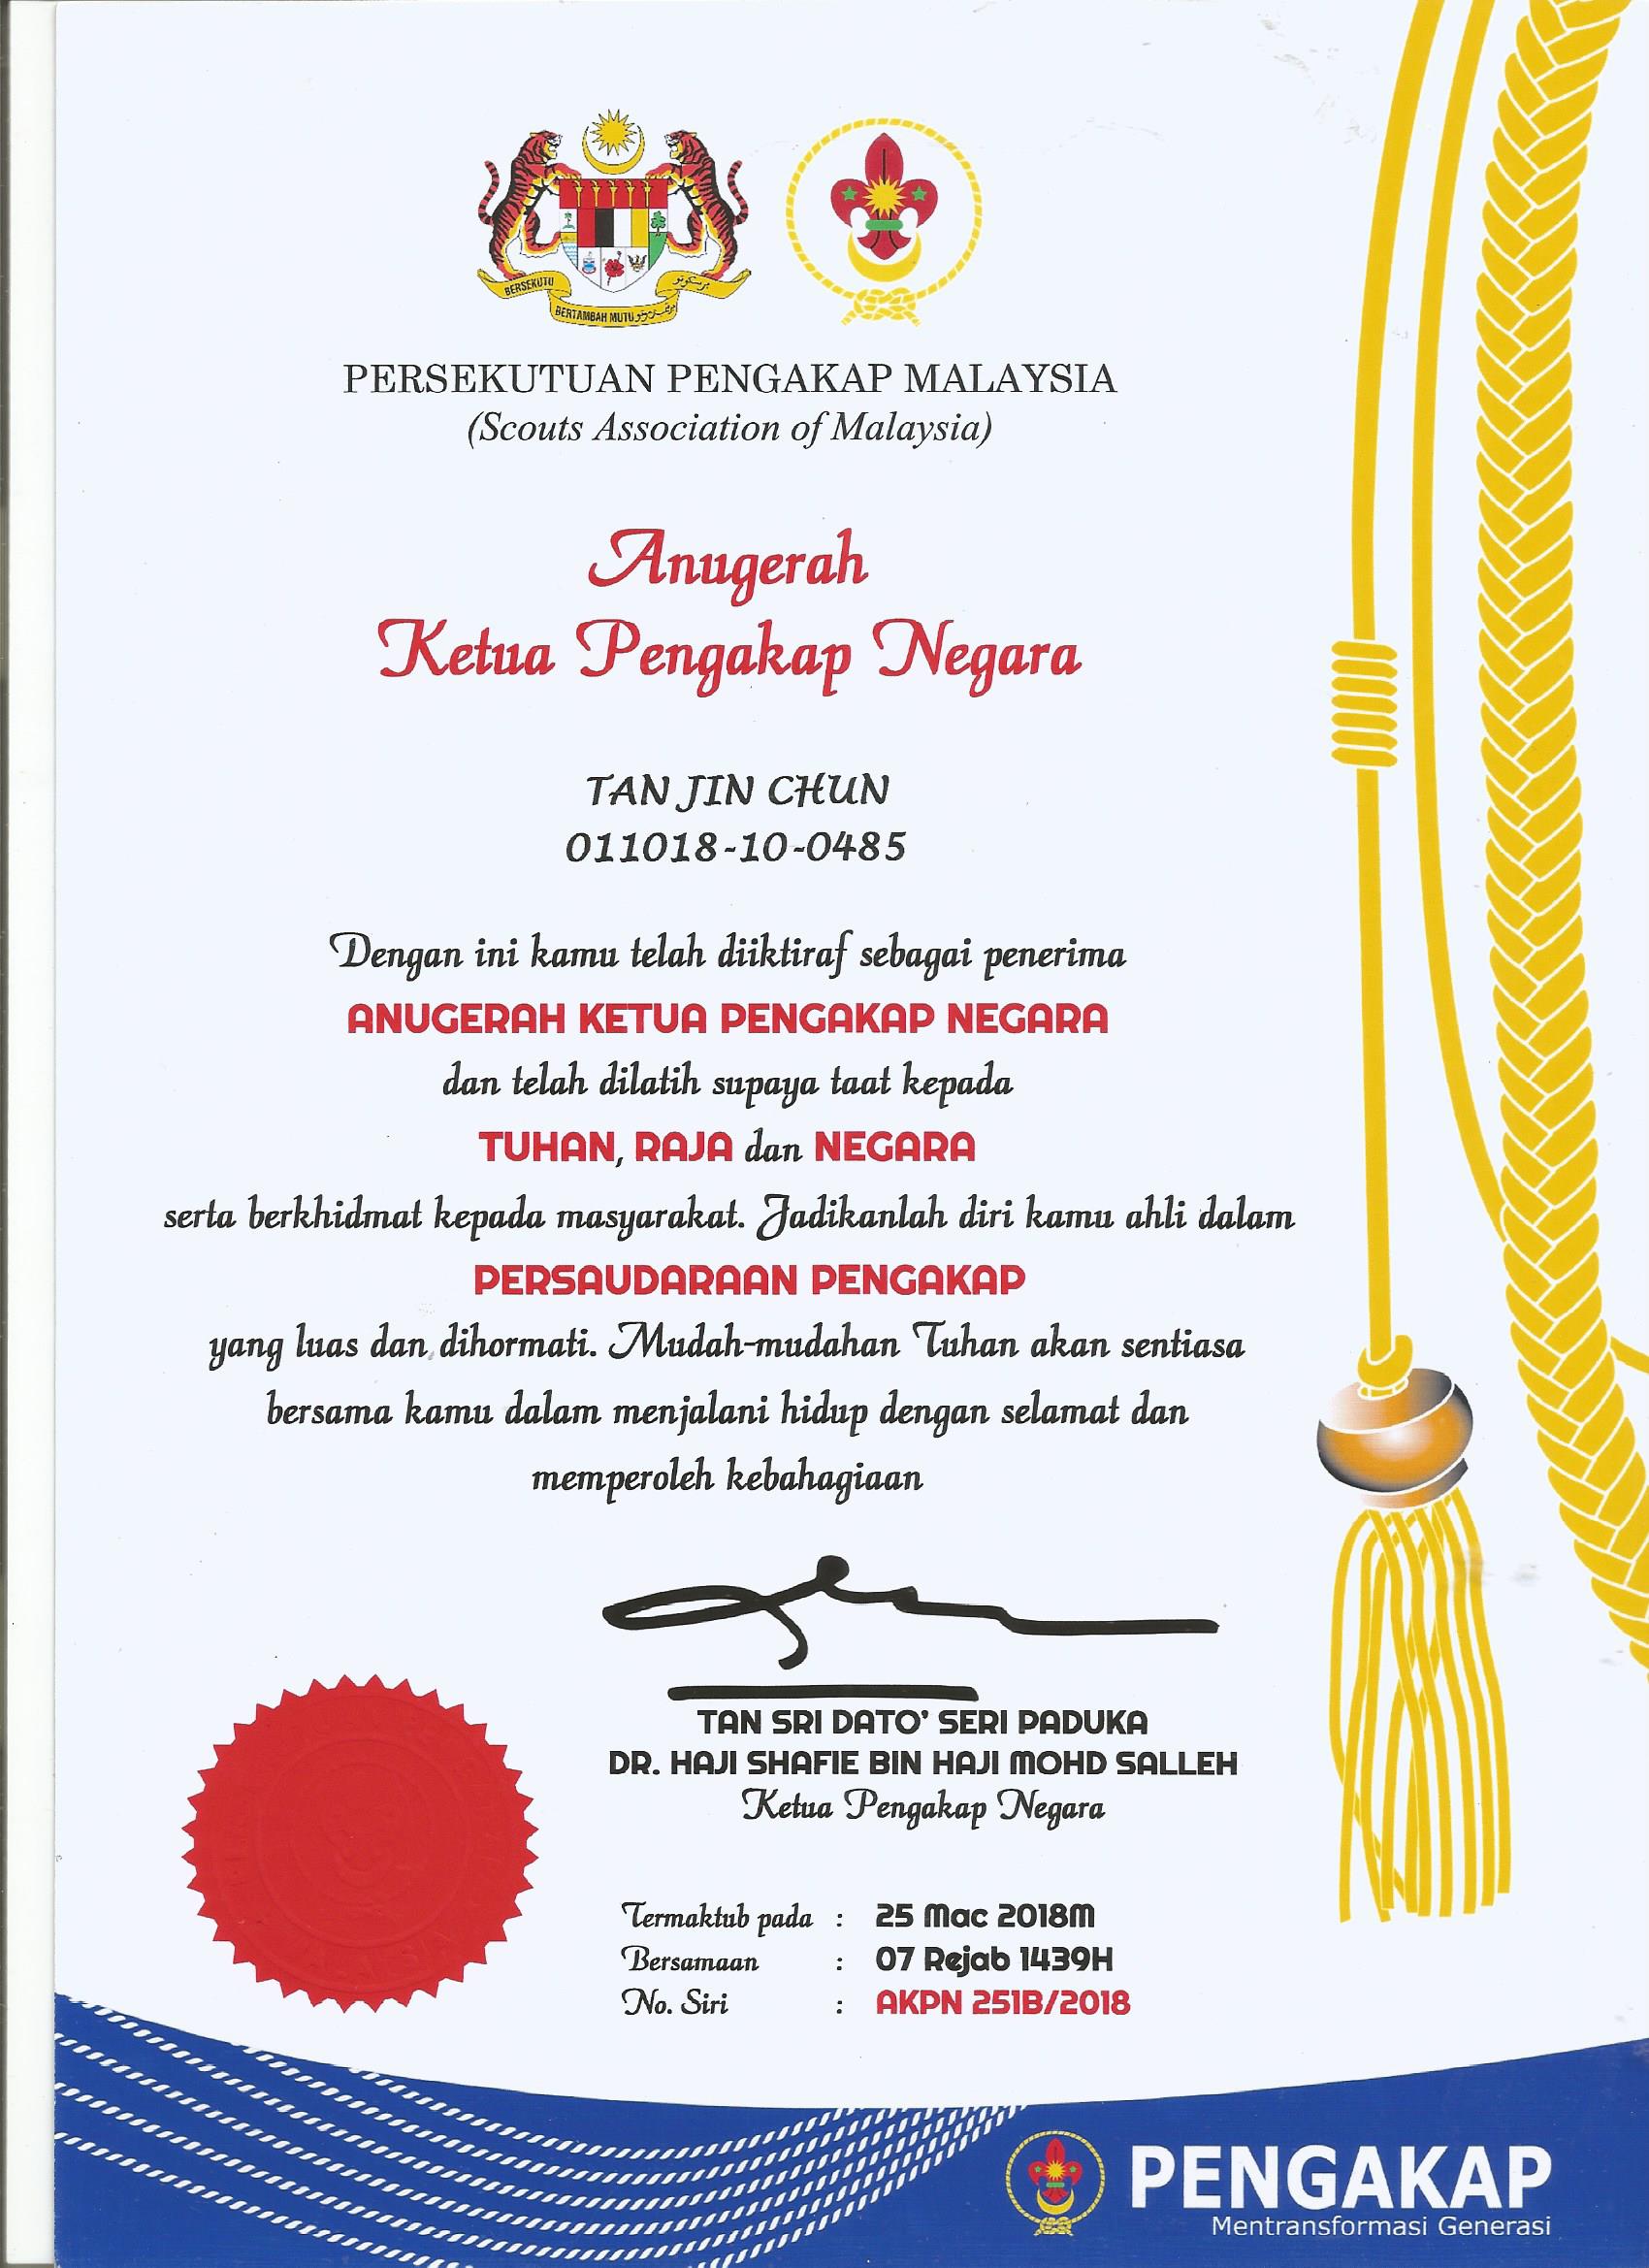 BERSEKUTU
BERTAMBAH MUTU
PERSEKUTUAN PENGAKAP MALAYSIA
(Scouts Association of Malaysia)
Anugerah
Ketua Pengakap Negara
TAN JIN CHUN
011018-10-0485
Dengan ini kamu telah diiktiraf sebagai penerima
ANUGERAH KETUA PENGAKAP NEGARA
dan telah dilatih supaya taat kepada
TUHAN, RAJA dan NEGARA
serta berkhidmat kepada masyarakat. Jadikanlah diri kamu ahli dalam
PERSAUDARAAN PENGAKAP
yang luas dan dihormati. Mudah-mudahan Tuhan akan sentiasa
bersama kamu dalam menjalani hidup dengan selamat dan
memperoleh kebahagiaan
TAN SRI DATO' SERI PADUKA
DR. HAJI SHAFIE BIN HAJI MOHD SALLEH
Ketua Pengakap Negara
Termaktub pada : 25 Mac 2018M
Bersamaan : 07 Rejab 1439H
No. Siri : AKPN 251B/2018
PENGAKAP
Mentransformasi Generasi